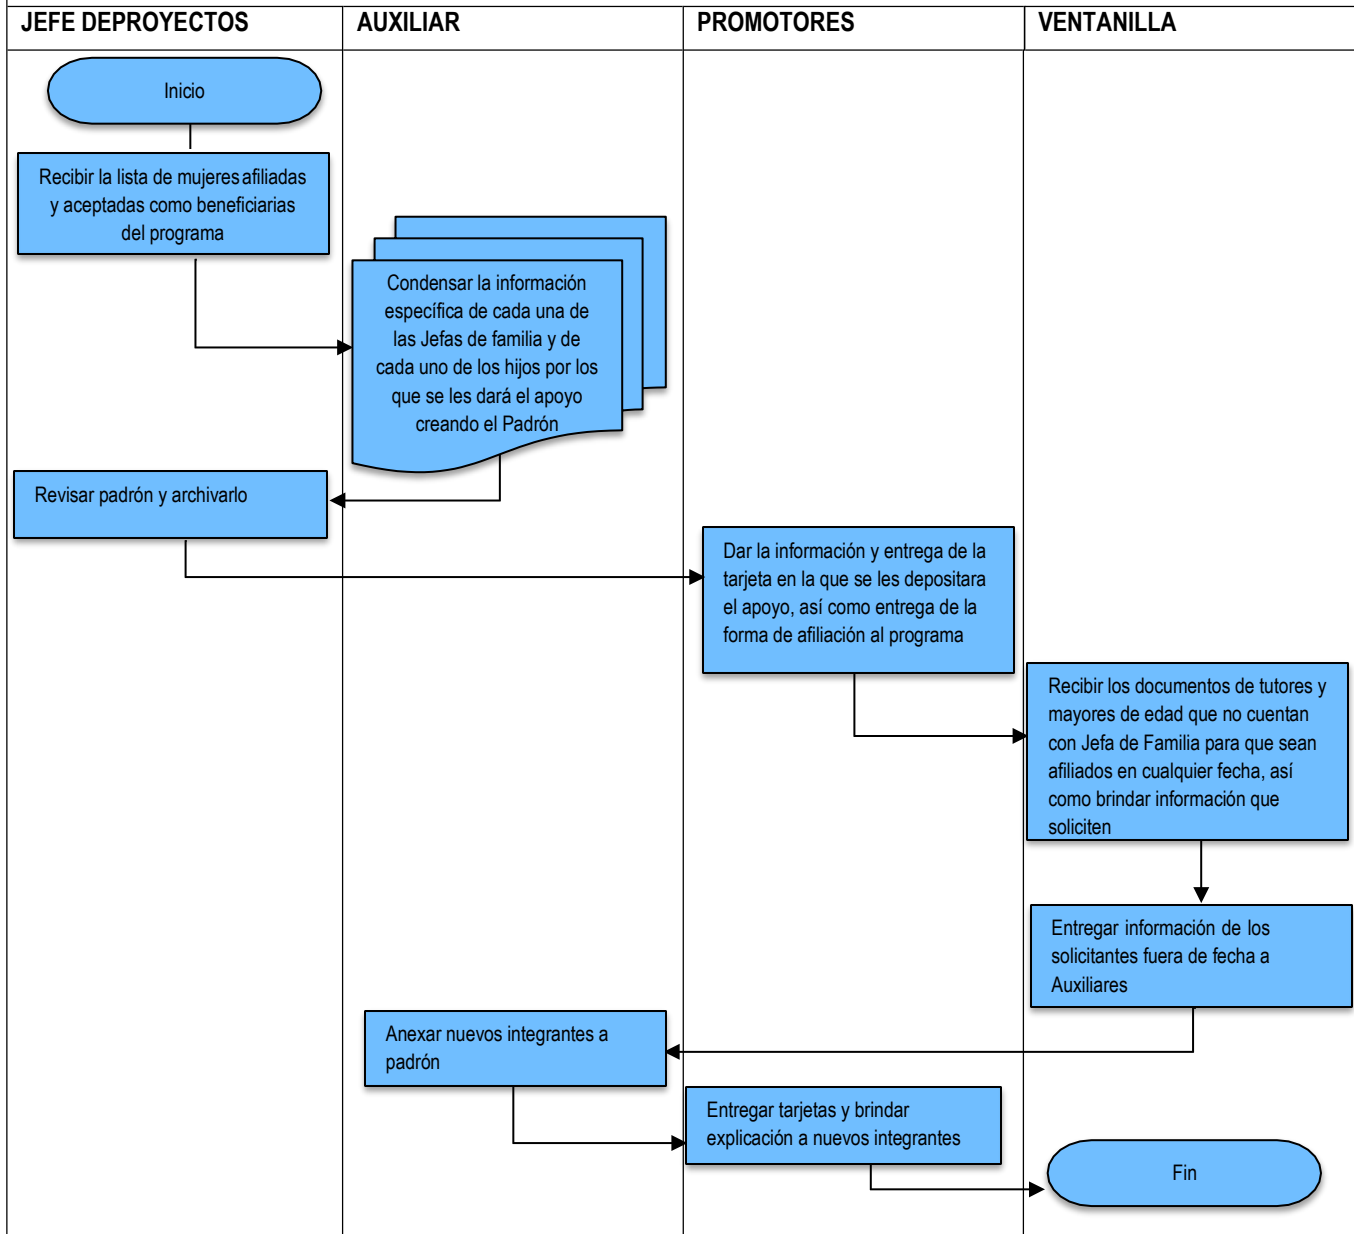 JEFE DEPROYECTOS
AUXILIAR
PROMOTORES
VENTANILLA
Inicio
Recibir la lista de mujeres afiliadas
y aceptadas como beneficiarias
del programa
Condensar la información
específica de cada una de
las Jefas de familia y de
cada uno de los hijos por los
que se les dará el apoyo
creando el Padrón
Revisar padrón y archivarlo
Dar la información y entrega de la
tarjeta en la que se les depositara
el apoyo, así como entrega de la
forma de afiliación al programa
Recibir los documentos de tutores y
mayores de edad que no cuentan
con Jefa de Familia para que sean
afiliados en cualquier fecha, así
como brindar información que
soliciten
Entregar información de los
solicitantes fuera de fecha a
Auxiliares
Anexar nuevos integrantes a
padrón
Entregar tarjetas y brindar
explicación a nuevos integrantes
Fin